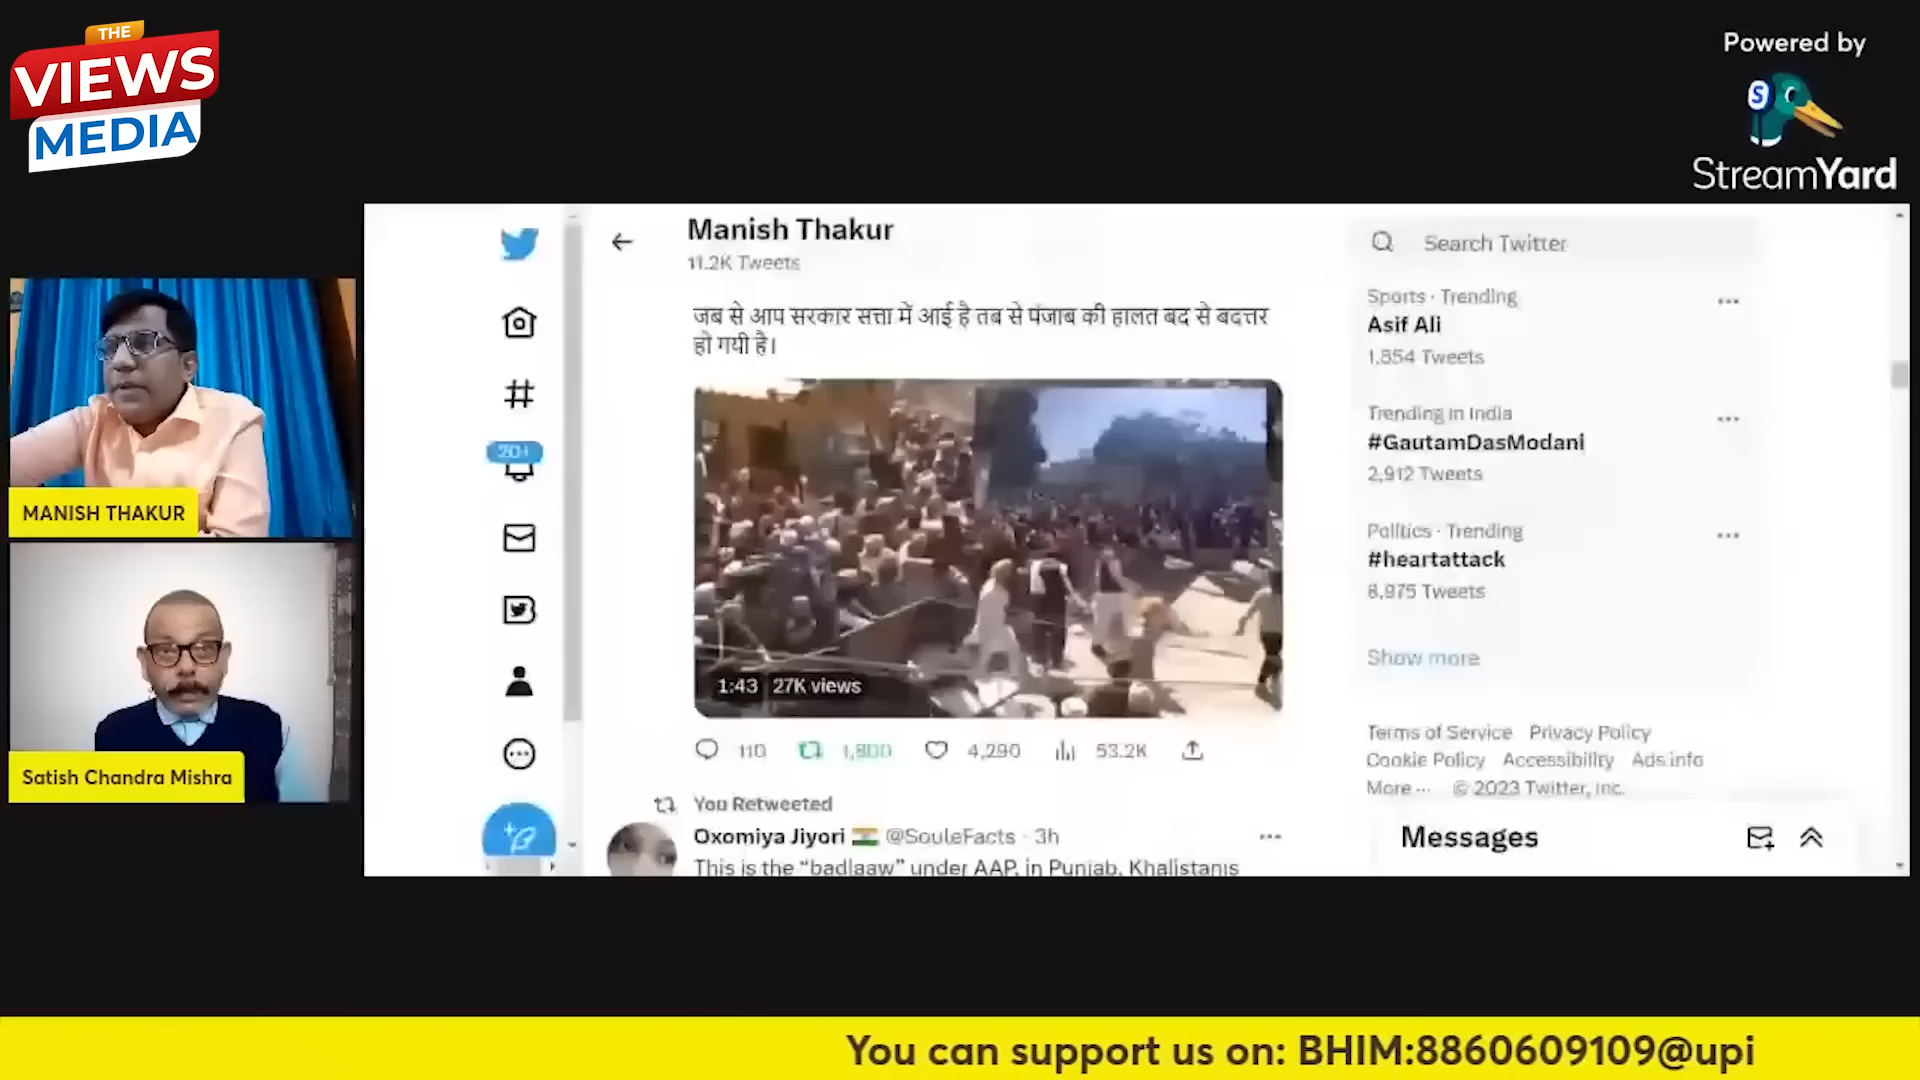 THE
VIEWS
MEDIA
Powered by
StreamYard
MANISH THAKUR
Satish Chandra Mishra
Manish Thakur
11.2K Tweets
जब से आप सरकार सत्ता में आई है तब से पंजाब की हालत बद से बदत्तर
हो गयी है।
1:43 27K views
110 1,800 4,290 53.2K
You Retweeted
Oxomiya Jiyori @SouleFacts · 3h
This is the “badlaaw” under AAP, in Punjab, Khalistanis
20+
Search Twitter
Sports · Trending
Asif Ali
1,854 Tweets
Trending in India
#GautamDasModani
2,912 Tweets
Politics · Trending
#heartattack
8,975 Tweets
Show more
Terms of Service Privacy Policy
Cookie Policy Accessibility Ads info
More ··· © 2023 Twitter, Inc.
Messages
You can support us on: BHIM:8860609109@upi